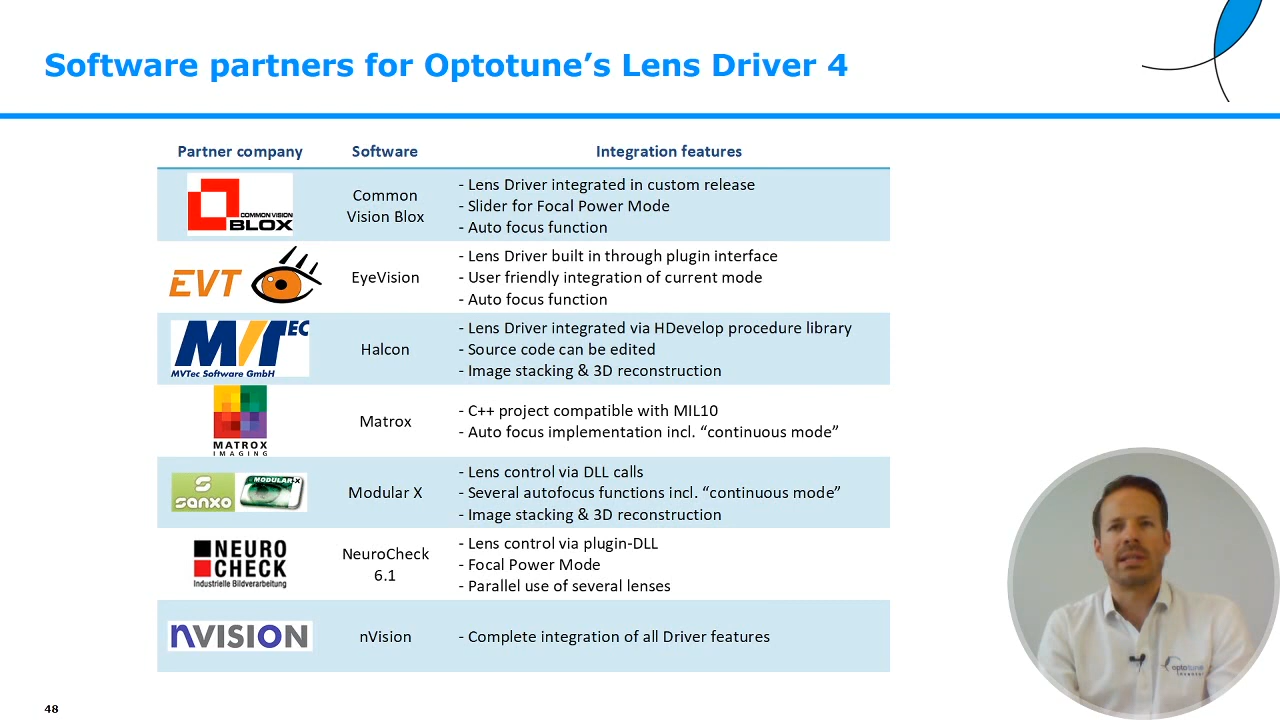 Software partners for Optotune’s Lens Driver 4
Partner company Software Integration features
COMMON VISION
BLOX
Common
Vision Blox
- Lens Driver integrated in custom release
- Slider for Focal Power Mode
- Auto focus function
EVT
EyeVision
- Lens Driver built in through plugin interface
- User friendly integration of current mode
- Auto focus function
MVTEC
MVTec Software GmbH
Halcon
- Lens Driver integrated via HDevelop procedure library
- Source code can be edited
- Image stacking & 3D reconstruction
MATROX
IMAGING
Matrox
- C++ project compatible with MIL10
- Auto focus implementation incl. “continuous mode”
sanxo
MODULAR-X
Modular X
- Lens control via DLL calls
- Several autofocus functions incl. “continuous mode”
- Image stacking & 3D reconstruction
NEURO
CHECK
Industrielle Bildverarbeitung
NeuroCheck
6.1
- Lens control via plugin-DLL
- Focal Power Mode
- Parallel use of several lenses
nVISION
nVision
- Complete integration of all Driver features
optotune
48